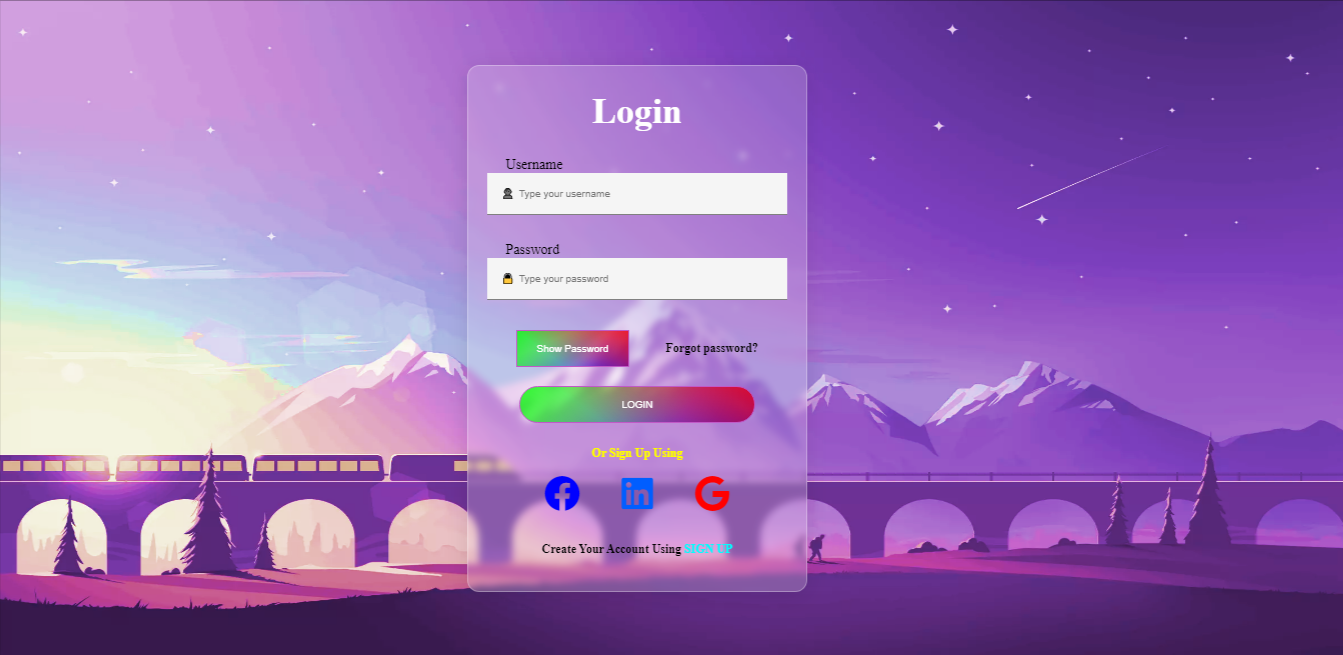 Login
Username
Type your username
Password
Type your password
Show Password Forgot password?
LOGIN
Or Sign Up Using
Create Your Account Using SIGN UP